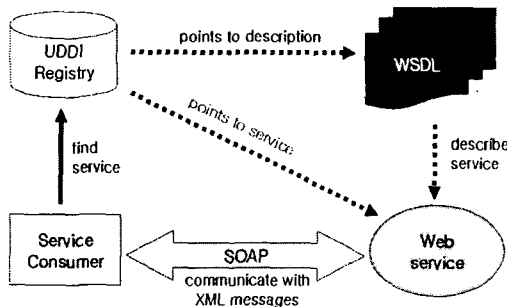 UDDI
Registry
points to description
WSDL
points to service
find
service
describe
service
Service
Consumer
SOAP
communicate with
XML messages
Web
service